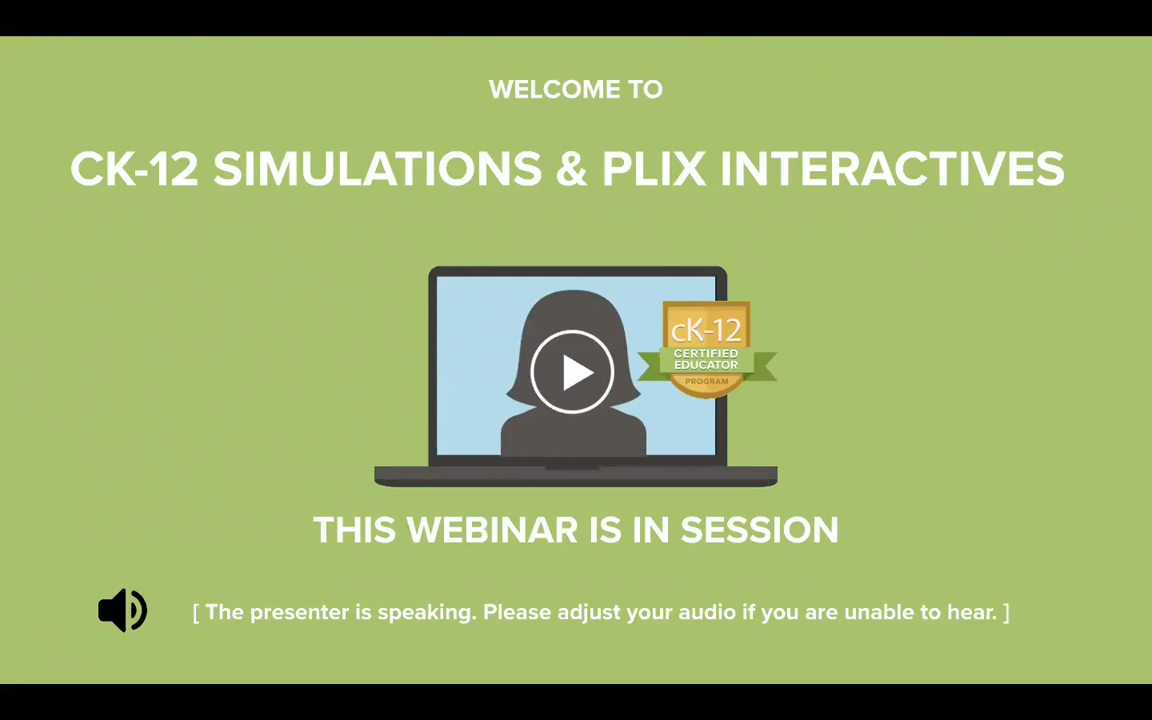 WELCOME TO
CK-12 SIMULATIONS & PLIX INTERACTIVES
cK-12
CERTIFIED
EDUCATOR
PROGRAM
THIS WEBINAR IS IN SESSION
[ The presenter is speaking. Please adjust your audio if you are unable to hear. ]